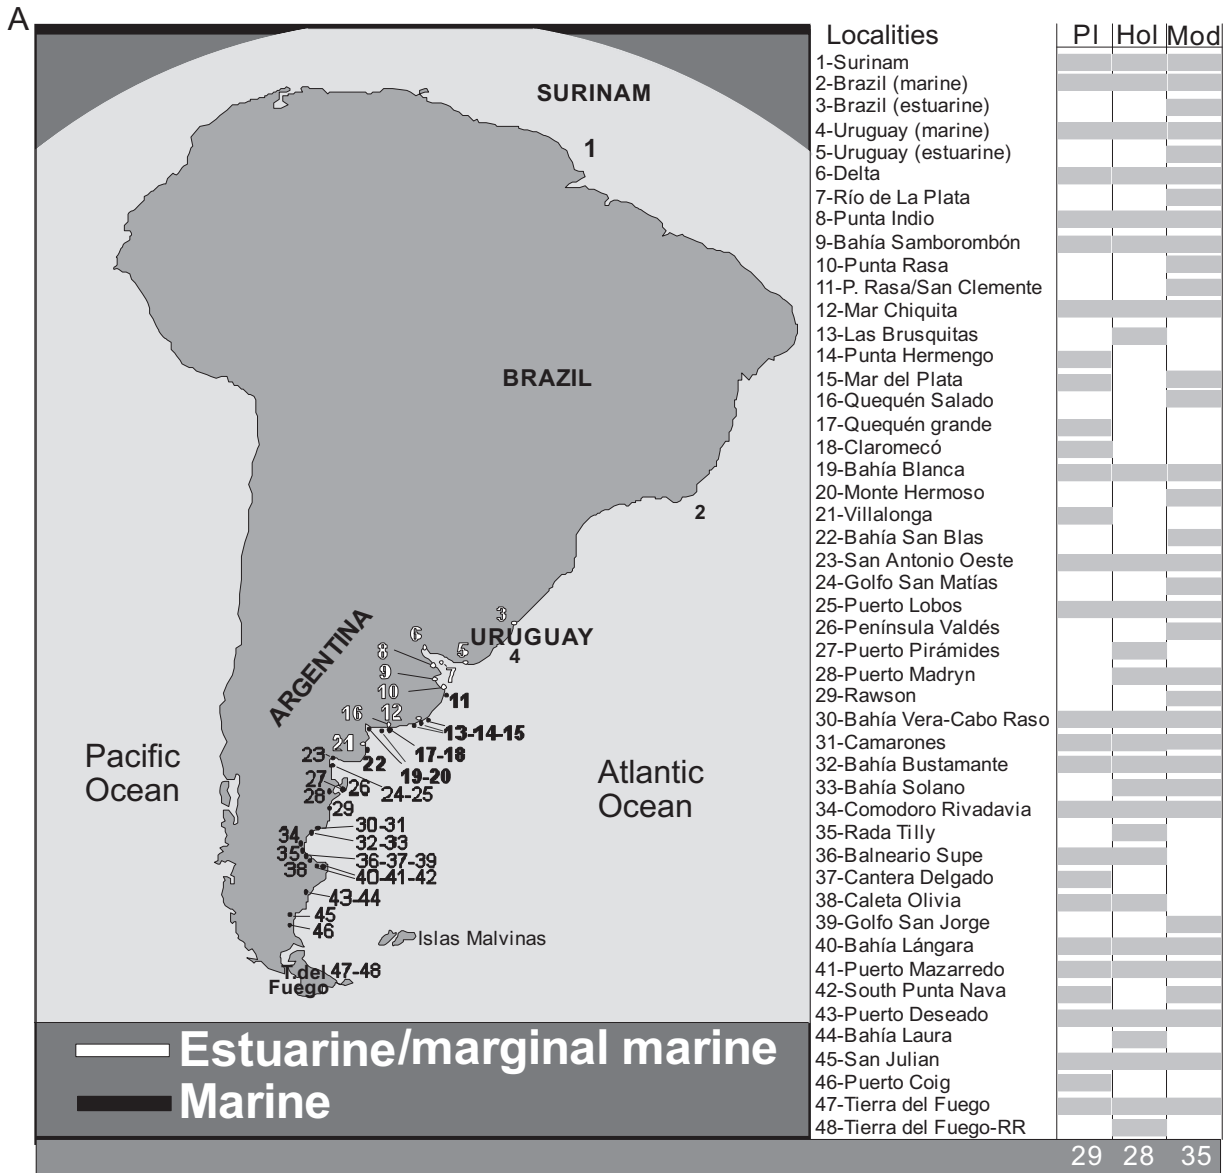 A
SURINAM
1
BRAZIL
2
3
URUGUAY
6
5
4
ARGENTINA
8
9
7
10
11
16
12
13-14-15
21
17-18
23
22
19-20
Pacific
Ocean
Atlantic
Ocean
27
26
24-25
28
29
30-31
34
32-33
35
36-37-39
38
40-41-42
43-44
45
46
Islas Malvinas
T.del
Fuego
47-48
Estuarine/marginal marine
Marine
Localities Pl Hol Mod
1-Surinam
2-Brazil (marine)
3-Brazil (estuarine)
4-Uruguay (marine)
5-Uruguay (estuarine)
6-Delta
7-Río de La Plata
8-Punta Indio
9-Bahía Samborombón
10-Punta Rasa
11-P. Rasa/San Clemente
12-Mar Chiquita
13-Las Brusquitas
14-Punta Hermengo
15-Mar del Plata
16-Quequén Salado
17-Quequén grande
18-Claromecó
19-Bahía Blanca
20-Monte Hermoso
21-Villalonga
22-Bahía San Blas
23-San Antonio Oeste
24-Golfo San Matías
25-Puerto Lobos
26-Península Valdés
27-Puerto Pirámides
28-Puerto Madryn
29-Rawson
30-Bahía Vera-Cabo Raso
31-Camarones
32-Bahía Bustamante
33-Bahía Solano
34-Comodoro Rivadavia
35-Rada Tilly
36-Balneario Supe
37-Cantera Delgado
38-Caleta Olivia
39-Golfo San Jorge
40-Bahía Lángara
41-Puerto Mazarredo
42-South Punta Nava
43-Puerto Deseado
44-Bahía Laura
45-San Julian
46-Puerto Coig
47-Tierra del Fuego
48-Tierra del Fuego-RR
29 28 35